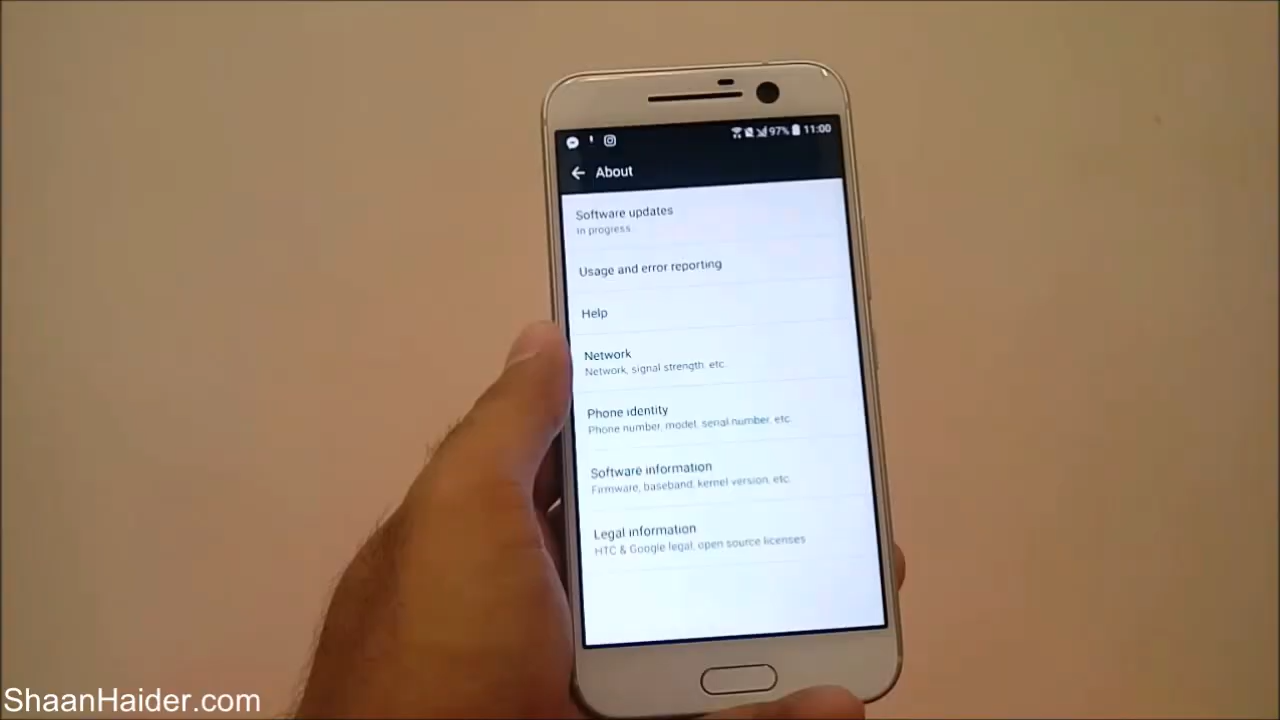 97% 11:00
About
Software updates
In progress
Usage and error reporting
Help
Network
Network, signal strength, etc.
Phone identity
Phone number, model, serial number, etc.
Software information
Firmware, baseband, kernel version, etc.
Legal information
HTC & Google legal, open source licenses
ShaanHaider.com